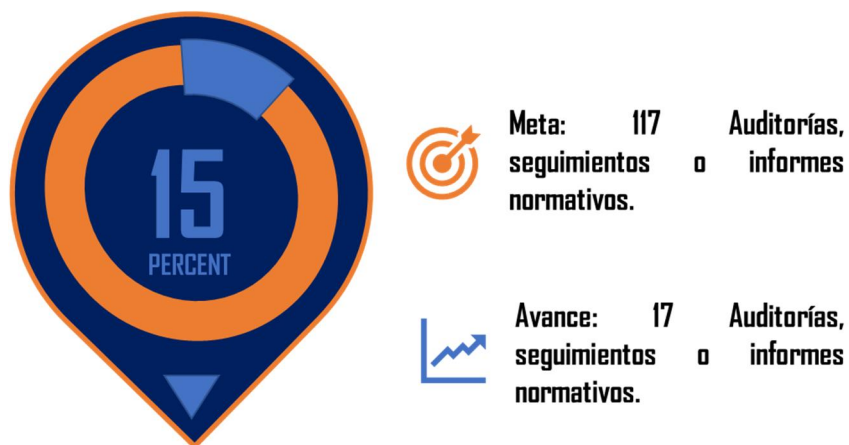 15
PERCENT
Meta: 117 Auditorías,
seguimientos o informes
normativos.
Avance: 17 Auditorías,
seguimientos o informes
normativos.